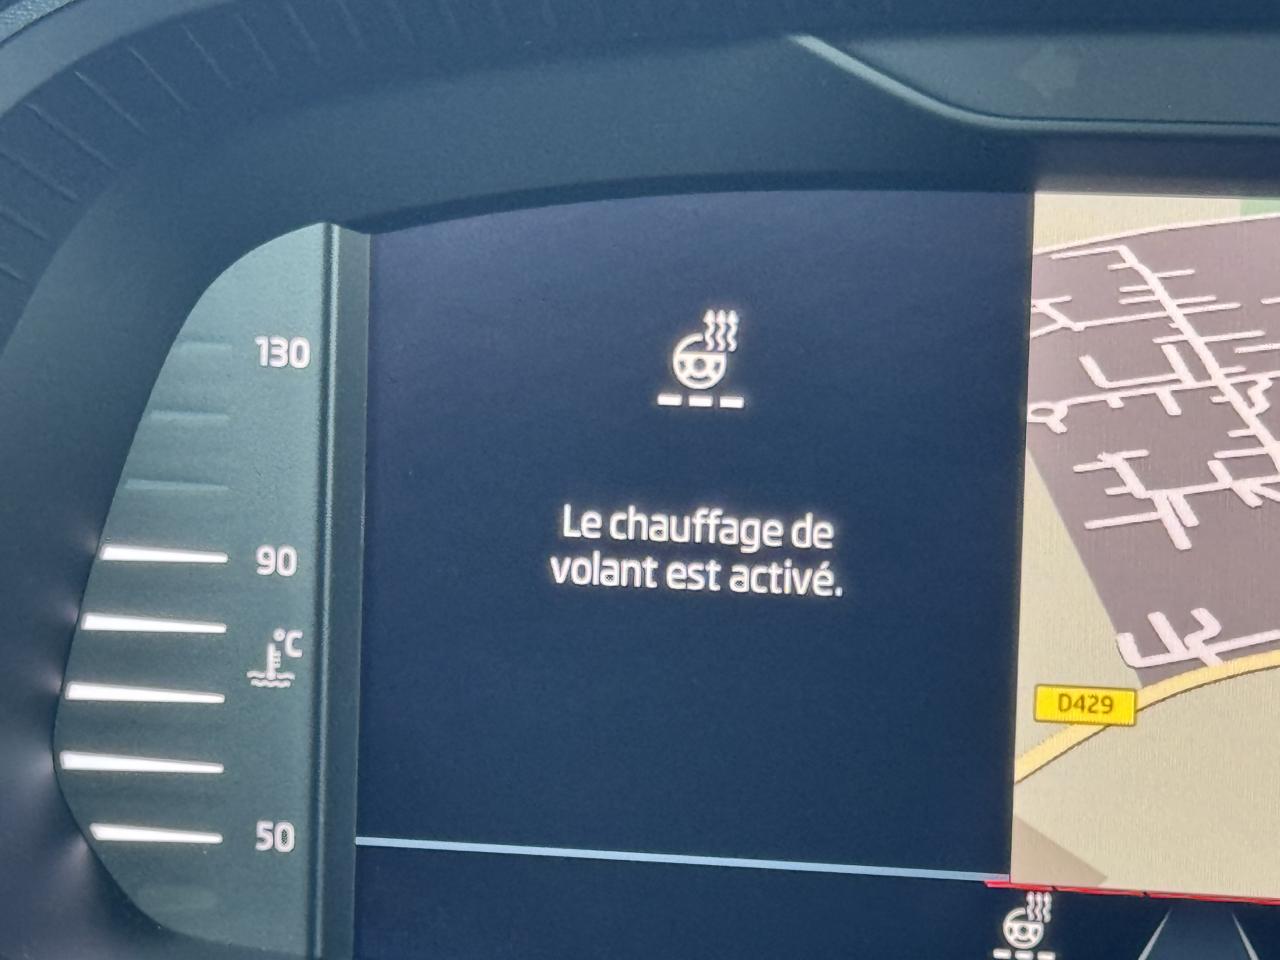 130
90
°C
50
Le chauffage de
volant est activé.
D429